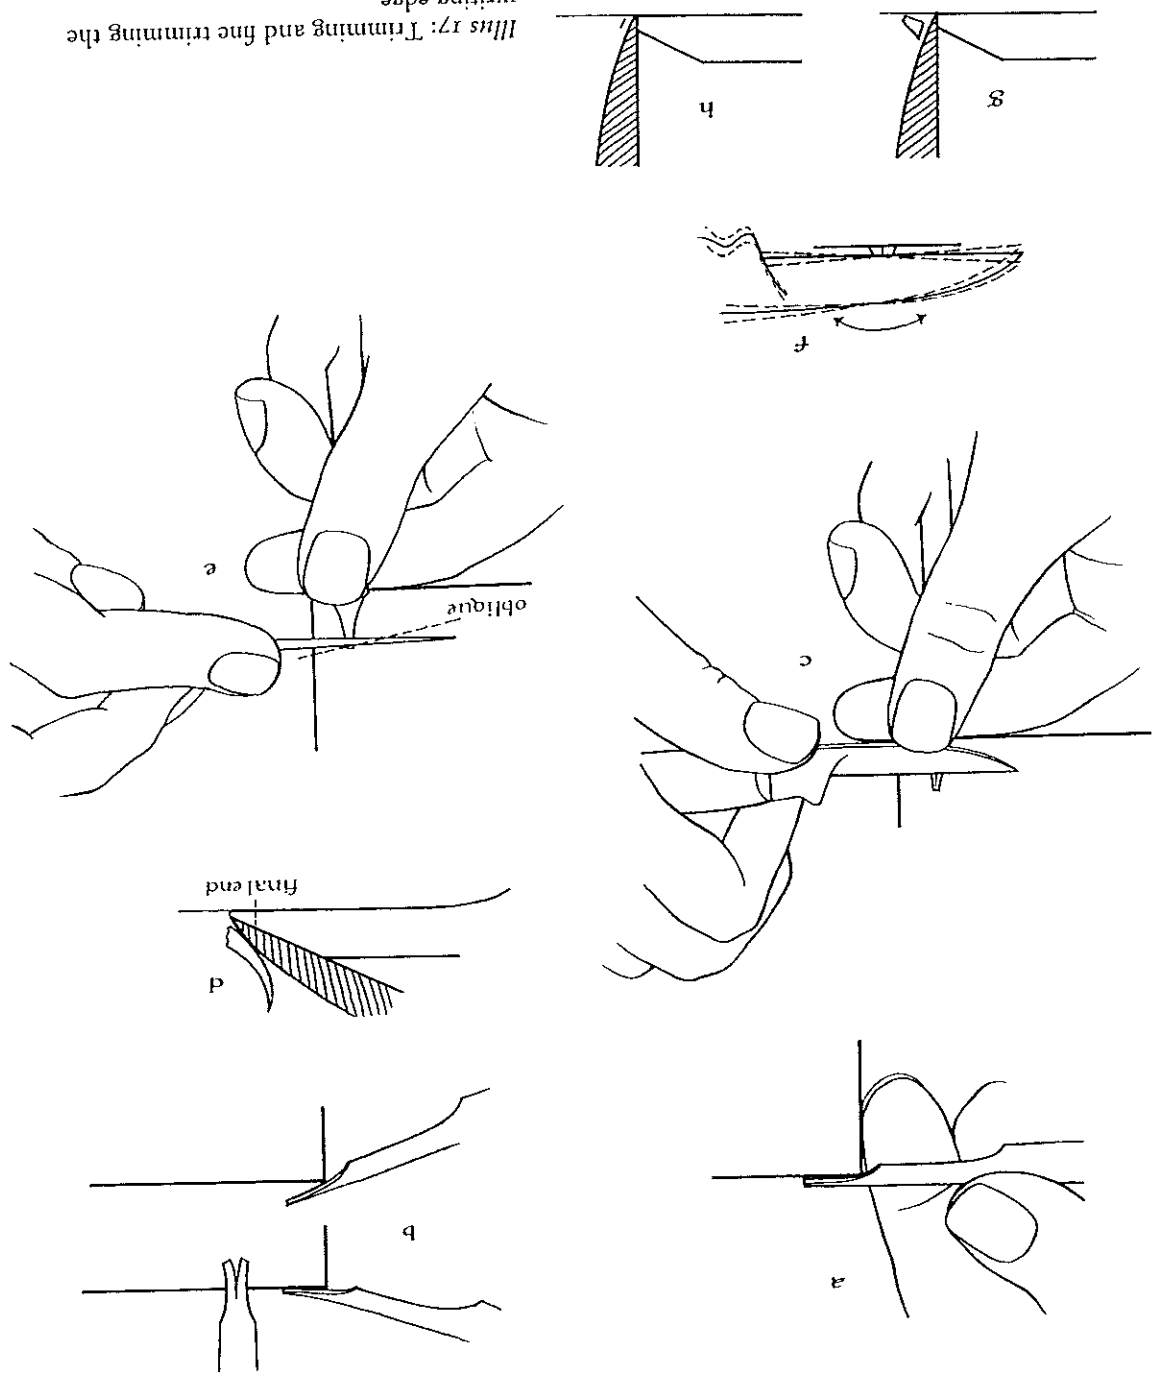 a
b
d
final end
c
oblique
e
f
g
h
Illus 17: Trimming and fine trimming the
writing edge